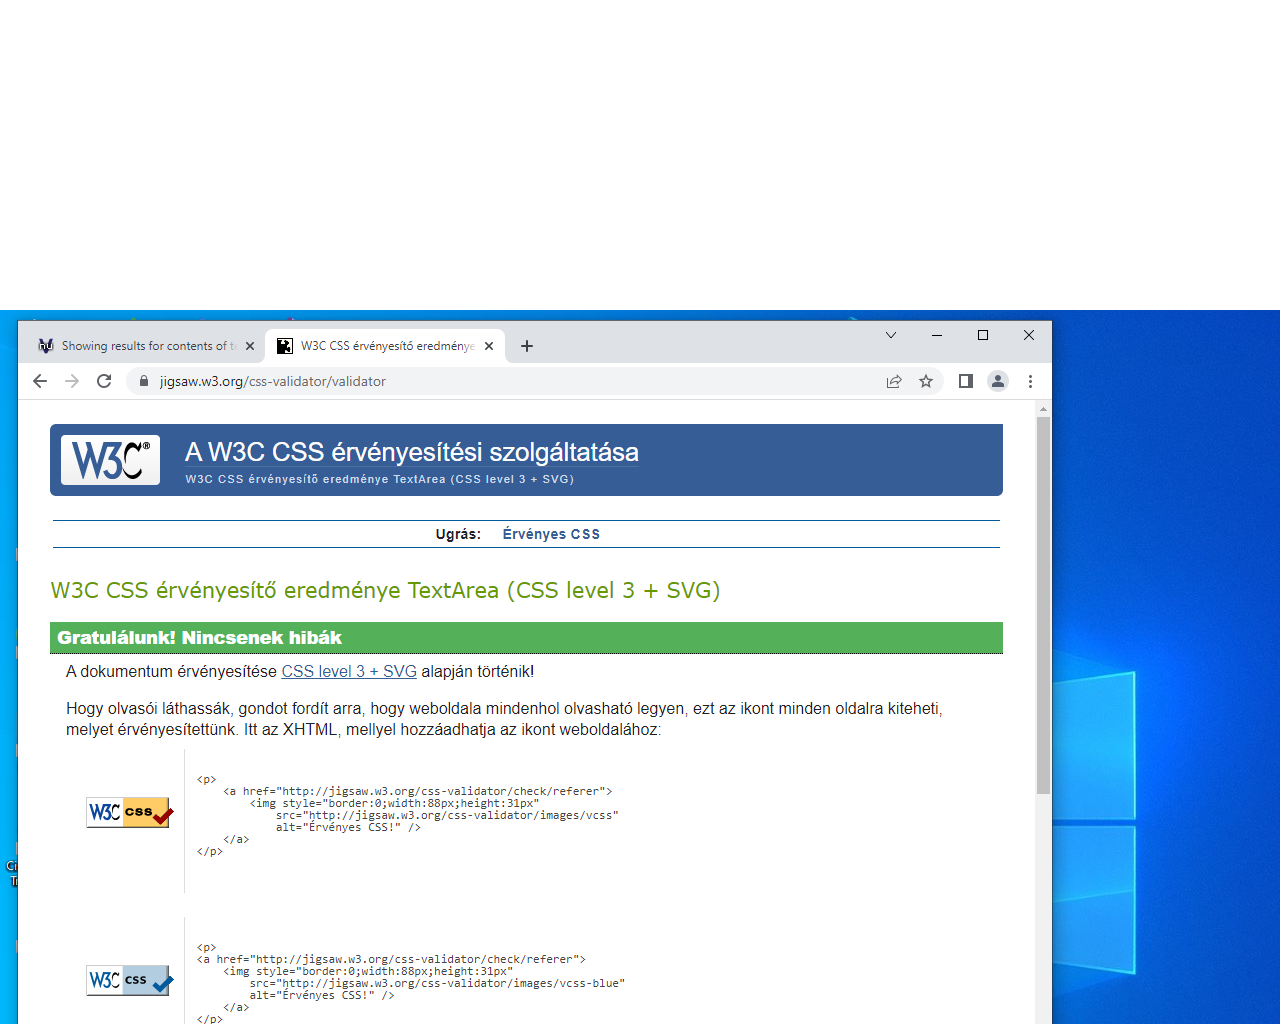 Showing results for contents of te
W3C CSS érvényesítő eredménye
jigsaw.w3.org/css-validator/validator
W3C®
A W3C CSS érvényesítési szolgáltatása
W3C CSS érvényesítő eredménye TextArea (CSS level 3 + SVG)
Ugrás: Érvényes CSS
W3C CSS érvényesítő eredménye TextArea (CSS level 3 + SVG)
Gratulálunk! Nincsenek hibák
A dokumentum érvényesítése CSS level 3 + SVG alapján történik!
Hogy olvasói láthassák, gondot fordít arra, hogy weboldala mindenhol olvasható legyen, ezt az ikont minden oldalra kiteheti,
melyet érvényesítettünk. Itt az XHTML, mellyel hozzáadhatja az ikont weboldalához:
W3C css
<p>
<a href="http://jigsaw.w3.org/css-validator/check/referer">
<img style="border:0;width:88px;height:31px"
src="http://jigsaw.w3.org/css-validator/images/vcss"
alt="Érvényes CSS!" />
</a>
</p>
W3C css
<p>
<a href="http://jigsaw.w3.org/css-validator/check/referer">
<img style="border:0;width:88px;height:31px"
src="http://jigsaw.w3.org/css-validator/images/vcss-blue"
alt="Érvényes CSS!" />
</a>
</p>